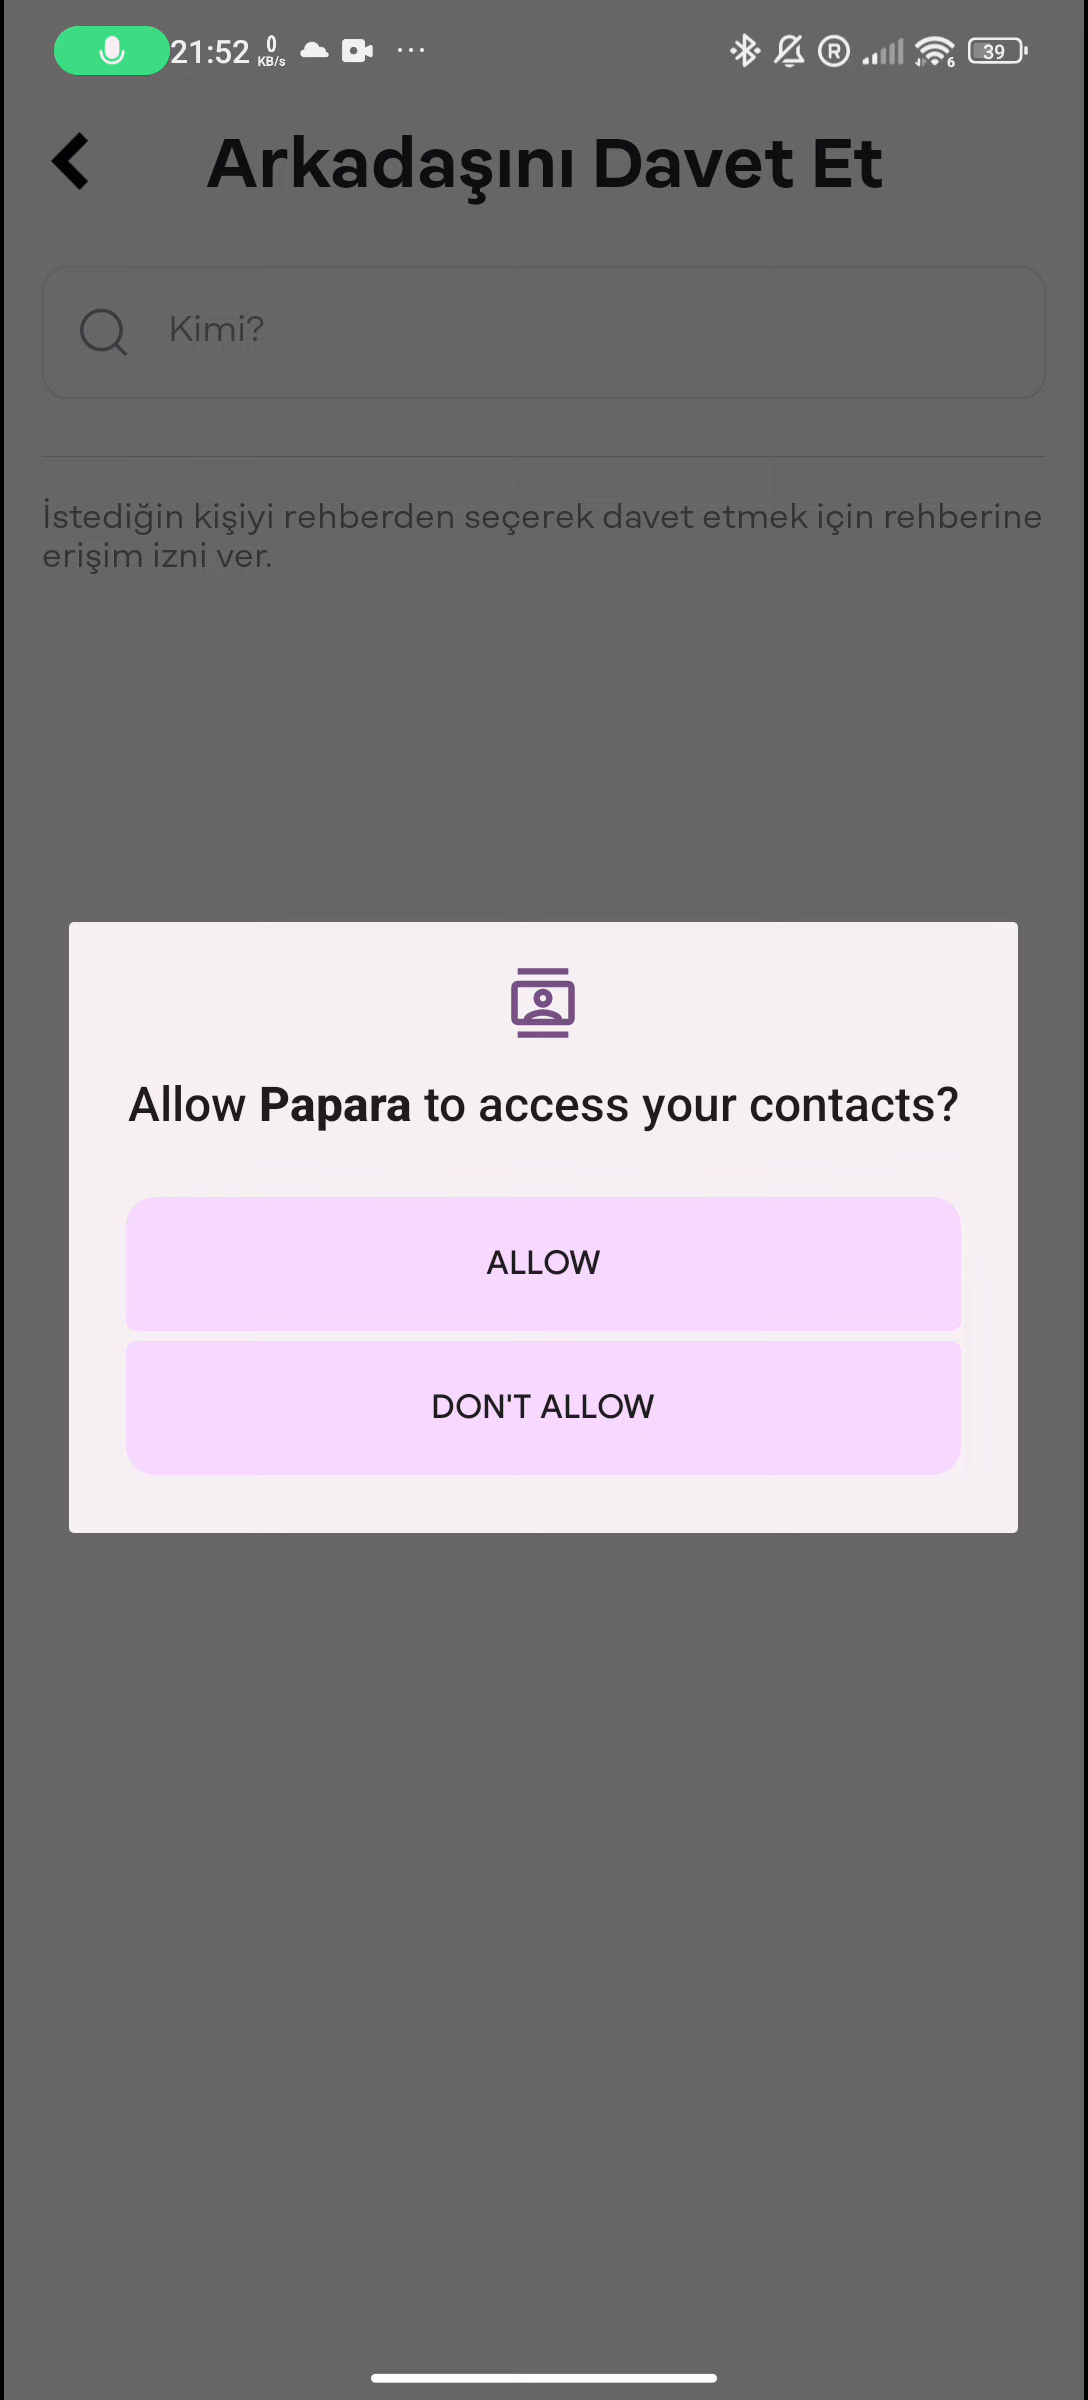 21:52 0 KB/s ... R 6 39
Arkadaşını Davet Et
Kimi?
İstediğin kişiyi rehberden seçerek davet etmek için rehberine
erişim izni ver.
Allow Papara to access your contacts?
ALLOW
DON'T ALLOW